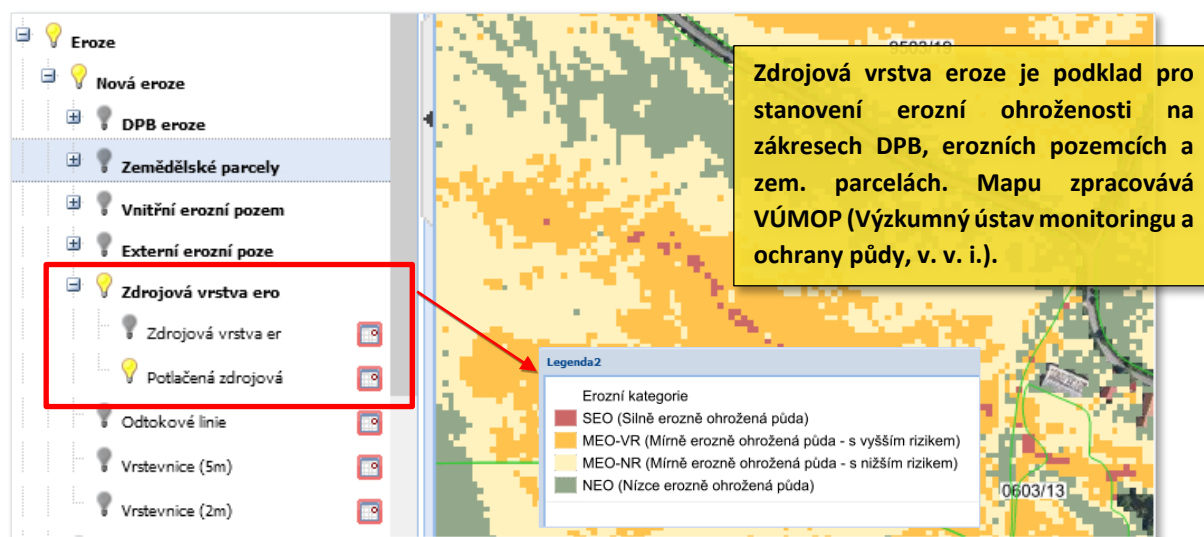 Eroze
Nová eroze
DPB eroze
Zemědělské parcely
Vnitřní erozní pozem
Externí erozní poze
Zdrojová vrstva ero
Zdrojová vrstva er
Potlačená zdrojová
Odtokové linie
Vrstevnice (5m)
Vrstevnice (2m)
9503/19
Zdrojová vrstva eroze je podklad pro
stanovení erozní ohroženosti na
zákresech DPB, erozních pozemcích a
zem. parcelách. Mapu zpracovává
VÚMOP (Výzkumný ústav monitoringu a
ochrany půdy, v. v. i.).
Legenda2
Erozní kategorie
SEO (Silně erozně ohrožená půda)
MEO-VR (Mírně erozně ohrožená půda - s vyšším rizikem)
MEO-NR (Mírně erozně ohrožená půda - s nižším rizikem)
NEO (Nízce erozně ohrožená půda)
0603/13